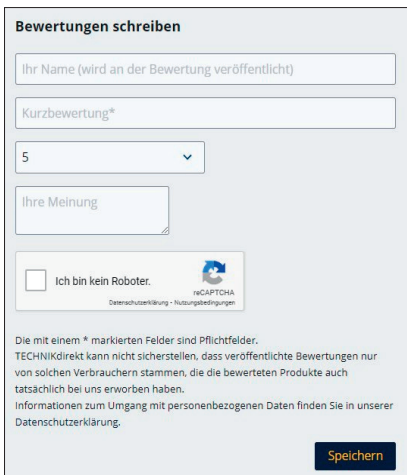 Bewertungen schreiben
Ihr Name (wird an der Bewertung veröffentlicht)
Kurzbewertung*
5
Ihre Meinung
Ich bin kein Roboter.
reCAPTCHA
Datenschutzerklärung - Nutzungsbedingungen
Die mit einem * markierten Felder sind Pflichtfelder.
TECHNIKdirekt kann nicht sicherstellen, dass veröffentlichte Bewertungen nur
von solchen Verbrauchern stammen, die die bewerteten Produkte auch
tatsächlich bei uns erworben haben.
Informationen zum Umgang mit personenbezogenen Daten finden Sie in unserer
Datenschutzerklärung.
Speichern